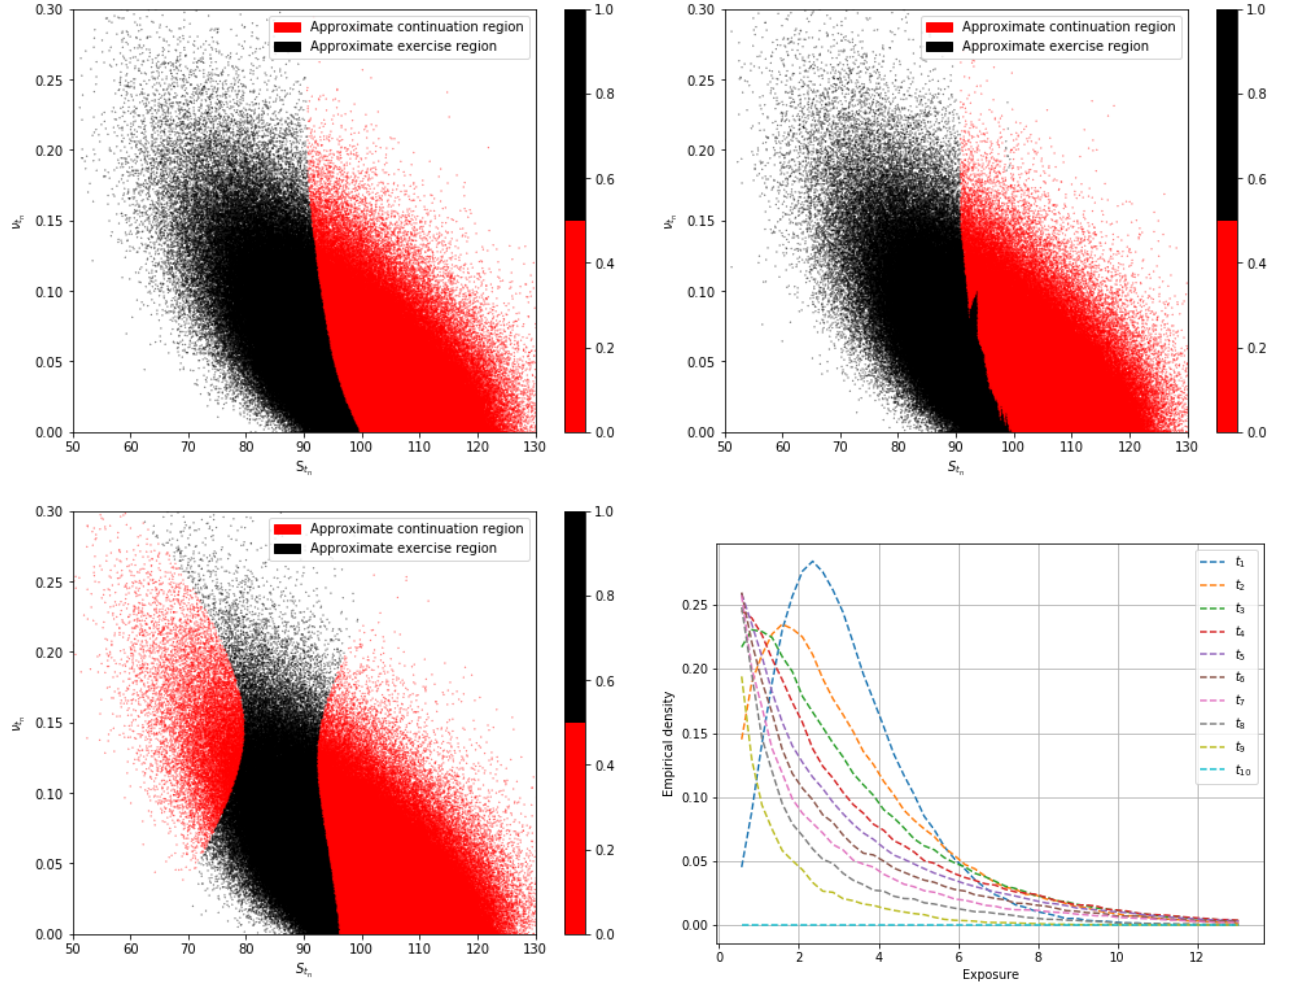 0.30
0.25
0.20
0.15
0.10
0.05
0.00
50 60 70 80 90 100 110 120 130
S_{t_n}
ν_{t_n}
Approximate continuation region
Approximate exercise region
1.0
0.8
0.6
0.4
0.2
0.0
0.30
0.25
0.20
0.15
0.10
0.05
0.00
50 60 70 80 90 100 110 120 130
S_{t_n}
ν_{t_n}
Approximate continuation region
Approximate exercise region
1.0
0.8
0.6
0.4
0.2
0.0
0.30
0.25
0.20
0.15
0.10
0.05
0.00
50 60 70 80 90 100 110 120 130
S_{t_n}
ν_{t_n}
Approximate continuation region
Approximate exercise region
1.0
0.8
0.6
0.4
0.2
0.0
0.25
0.20
0.15
0.10
0.05
0.00
0 2 4 6 8 10 12
Exposure
Empirical density
t_1
t_2
t_3
t_4
t_5
t_6
t_7
t_8
t_9
t_{10}